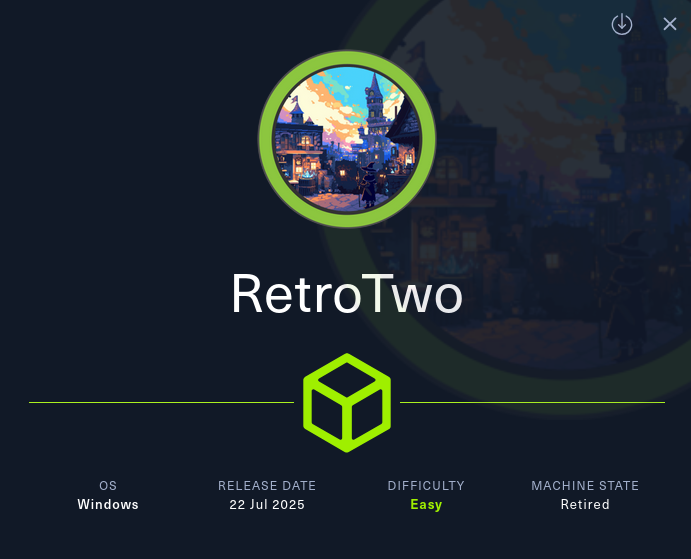 RetroTwo
OS RELEASE DATE DIFFICULTY MACHINE STATE
Windows 22 Jul 2025 Easy Retired